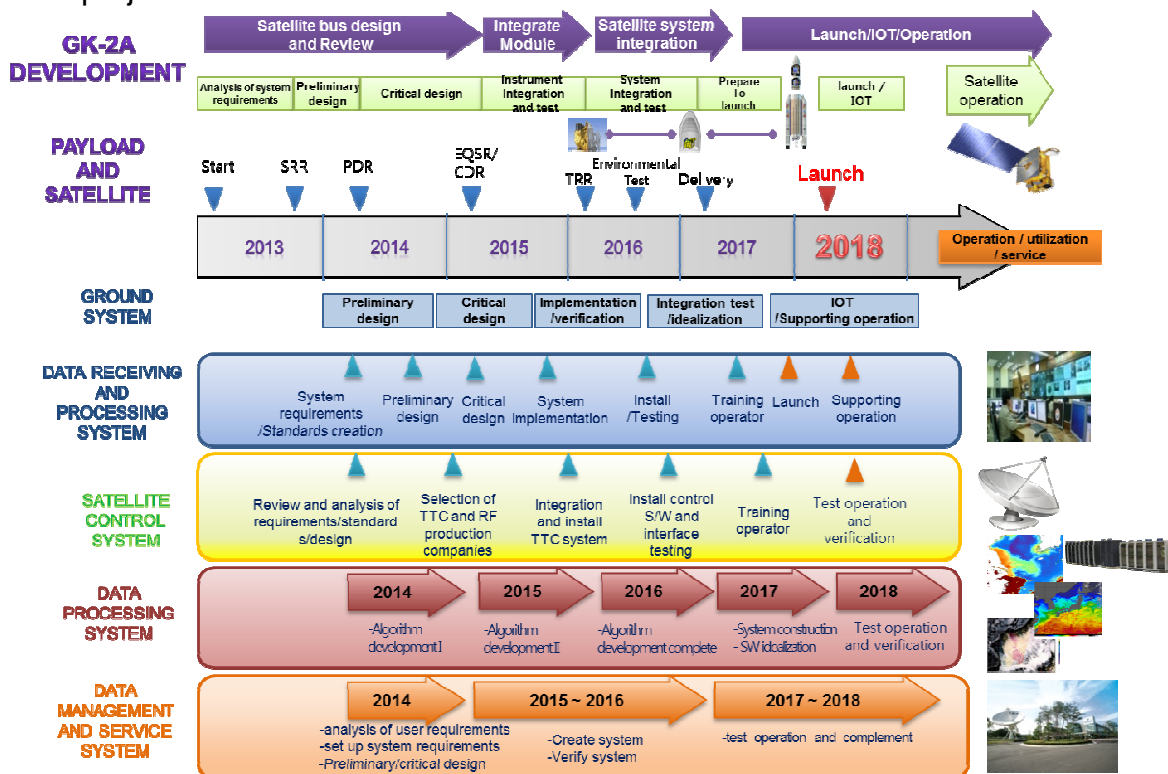 GK-2A
DEVELOPMENT
Satellite bus design
and Review
Integrate
Module
Satellite system
integration
Launch/IOT/Operation
Analysis of system
requirements
Preliminary
design
Critical design
Instrument
Integration
and test
System
Integration
and test
Prepare
To
launch
launch /
IOT
Satellite
operation
PAYLOAD
AND
SATELLITE
Start
SRR
PDR
EQSR/
CDR
TRR
Environmental
Test
Delivery
Launch
2013
2014
2015
2016
2017
2018
Operation / utilization
/ service
GROUND
SYSTEM
Preliminary
design
Critical
design
Implementation
/verification
Integration test
/idealization
IOT
/Supporting operation
DATA RECEIVING
AND
PROCESSING
SYSTEM
System
requirements
/Standards creation
Preliminary
design
Critical
design
System
Implementation
Install
/Testing
Training
operator
Launch
Supporting
operation
SATELLITE
CONTROL
SYSTEM
Review and analysis of
requirements/standard
s/design
Selection of
TTC and RF
production
companies
Integration
and install
TTC system
Install control
S/W and
interface
testing
Training
operator
Test operation
and
verification
DATA
PROCESSING
SYSTEM
2014
-Algorithm
development I
2015
-Algorithm
development II
2016
-Algorithm
development complete
2017
-System construction
- SW idealization
2018
Test operation
and verification
DATA
MANAGEMENT
AND SERVICE
SYSTEM
2014
-analysis of user requirements
-set up system requirements
-Preliminary/critical design
2015 ~ 2016
-Create system
-Verify system
2017 ~ 2018
-test operation and complement